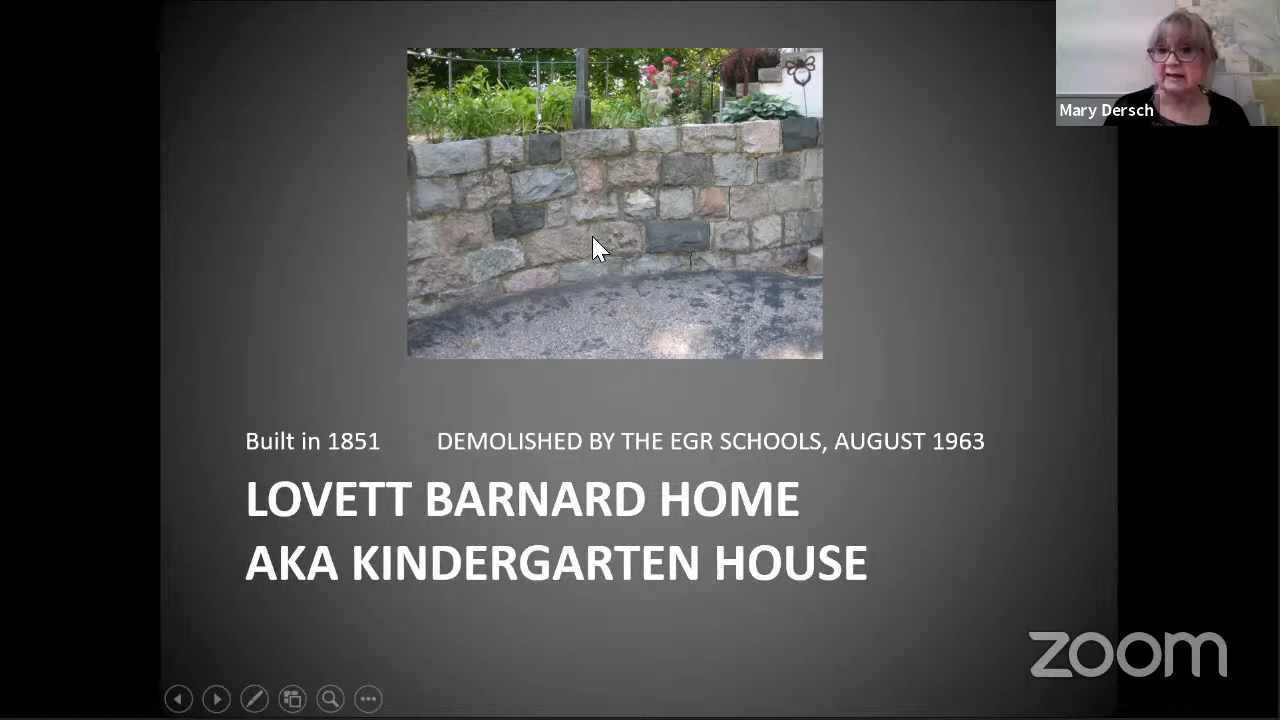 Mary Dersch
Built in 1851 DEMOLISHED BY THE EGR SCHOOLS, AUGUST 1963
LOVETT BARNARD HOME
AKA KINDERGARTEN HOUSE
zoom